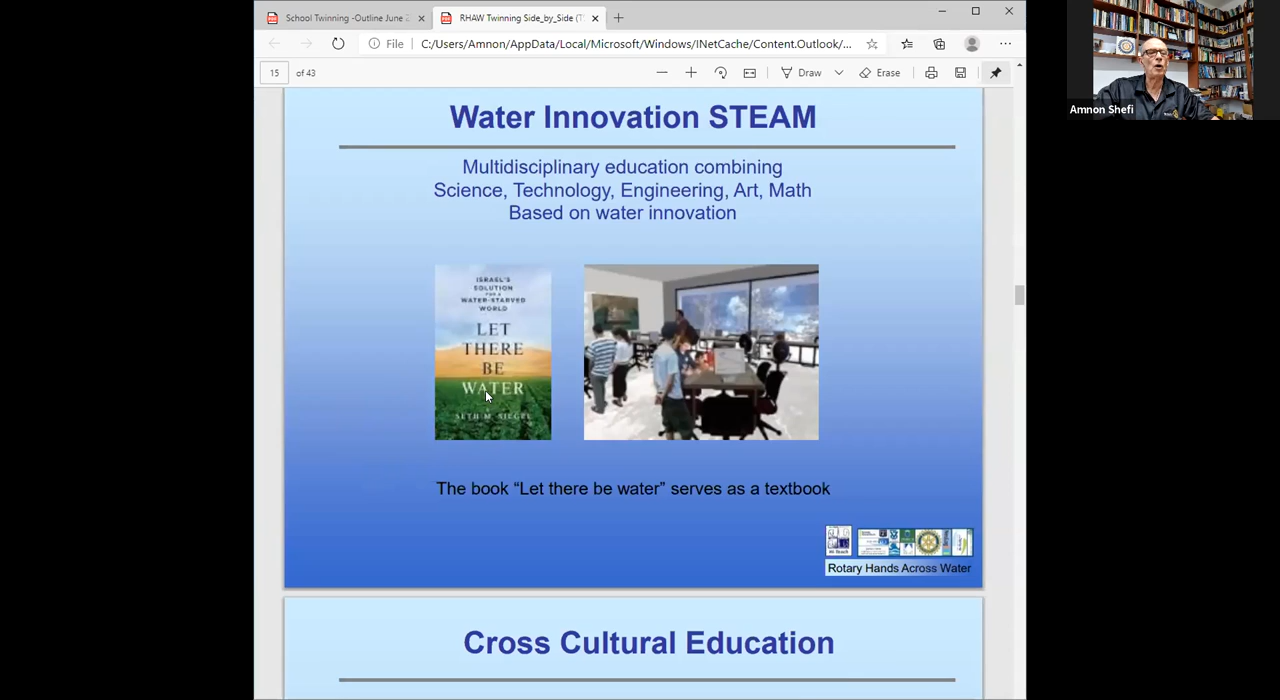 School Twinning -Outline June 2
RHAW Twinning Side_by_Side (T
File
C:/Users/Amnon/AppData/Local/Microsoft/Windows/INetCache/Content.Outlook/...
15 of 43
Draw
Erase
Amnon Shefi
Water Innovation STEAM
Multidisciplinary education combining
Science, Technology, Engineering, Art, Math
Based on water innovation
ISRAEL'S
SOLUTION
FOR A
WATER-STARVED
WORLD
LET
THERE
BE
WATER
SETH M. SIEGEL
The book “Let there be water” serves as a textbook
Rotary Hands Across Water
Cross Cultural Education